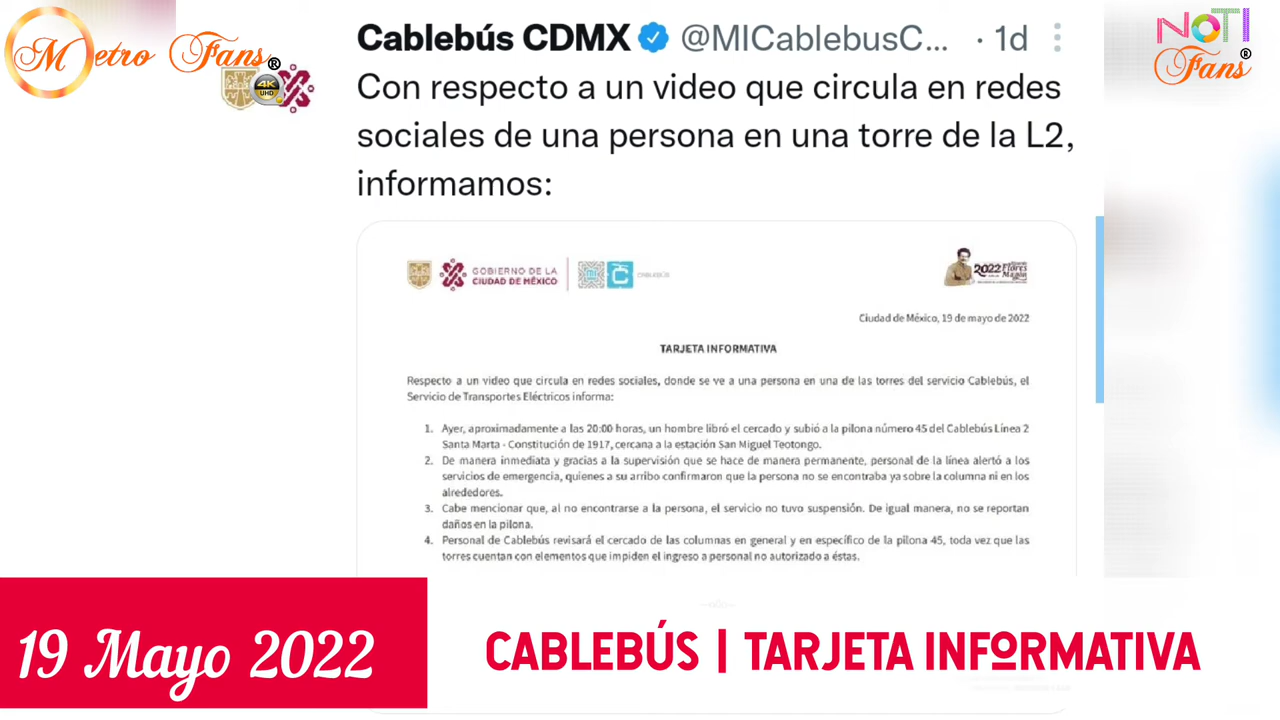 Metro Fans®
4K
UHD
NOTI
Fans®
Cablebús CDMX @MICablebusC... · 1d
Con respecto a un video que circula en redes
sociales de una persona en una torre de la L2,
informamos:
GOBIERNO DE LA
CIUDAD DE MÉXICO
CABLEBÚS
2022 Flores
Magón
Ciudad de México, 19 de mayo de 2022
TARJETA INFORMATIVA
Respecto a un video que circula en redes sociales, donde se ve a una persona en una de las torres del servicio Cablebús, el
Servicio de Transportes Eléctricos informa:
1. Ayer, aproximadamente a las 20:00 horas, un hombre libró el cercado y subió a la pilona número 45 del Cablebús Línea 2
Santa Marta - Constitución de 1917, cercana a la estación San Miguel Teotongo.
2. De manera inmediata y gracias a la supervisión que se hace de manera permanente, personal de la línea alertó a los
servicios de emergencia, quienes a su arribo confirmaron que la persona no se encontraba ya sobre la columna ni en los
alrededores.
3. Cabe mencionar que, al no encontrarse a la persona, el servicio no tuvo suspensión. De igual manera, no se reportan
daños en la pilona.
4. Personal de Cablebús revisará el cercado de las columnas en general y en específico de la pilona 45, toda vez que las
torres cuentan con elementos que impiden el ingreso a personal no autorizado a éstas.
19 Mayo 2022
CABLEBÚS | TARJETA INFORMATIVA